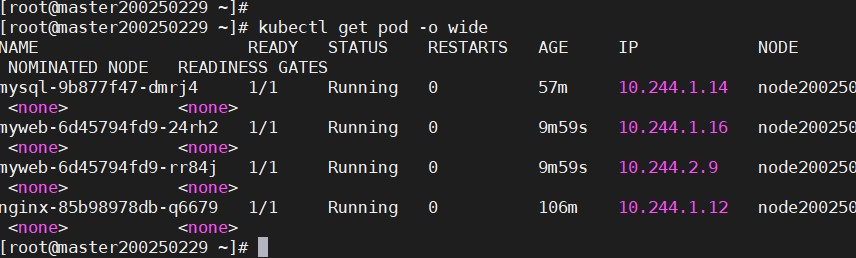 [root@master200250229 ~]#
[root@master200250229 ~]# kubectl get pod -o wide
NAME READY STATUS RESTARTS AGE IP NODE
NOMINATED NODE READINESS GATES
mysql-9b877f47-dmrj4 1/1 Running 0 57m 10.244.1.14 node200250
<none> <none>
myweb-6d45794fd9-24rh2 1/1 Running 0 9m59s 10.244.1.16 node200250
<none> <none>
myweb-6d45794fd9-rr84j 1/1 Running 0 9m59s 10.244.2.9 node200250
<none> <none>
nginx-85b98978db-q6679 1/1 Running 0 106m 10.244.1.12 node200250
<none> <none>
[root@master200250229 ~]#